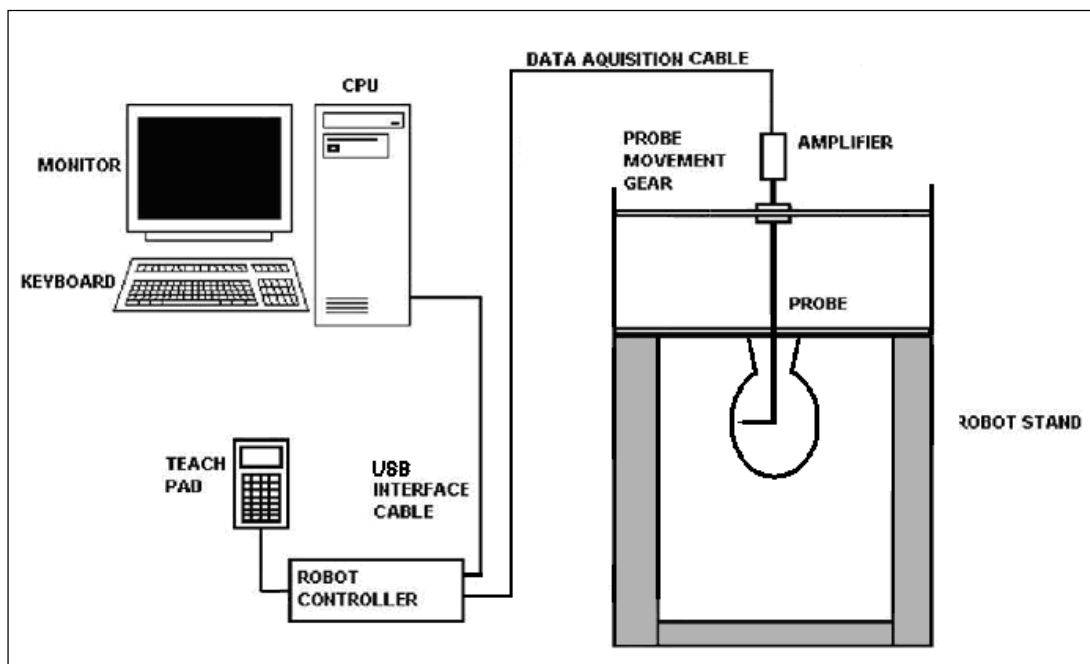 DATA AQUISITION CABLE
CPU
MONITOR
KEYBOARD
PROBE
MOVEMENT
GEAR
AMPLIFIER
PROBE
ROBOT STAND
TEACH
PAD
USB
INTERFACE
CABLE
ROBOT
CONTROLLER